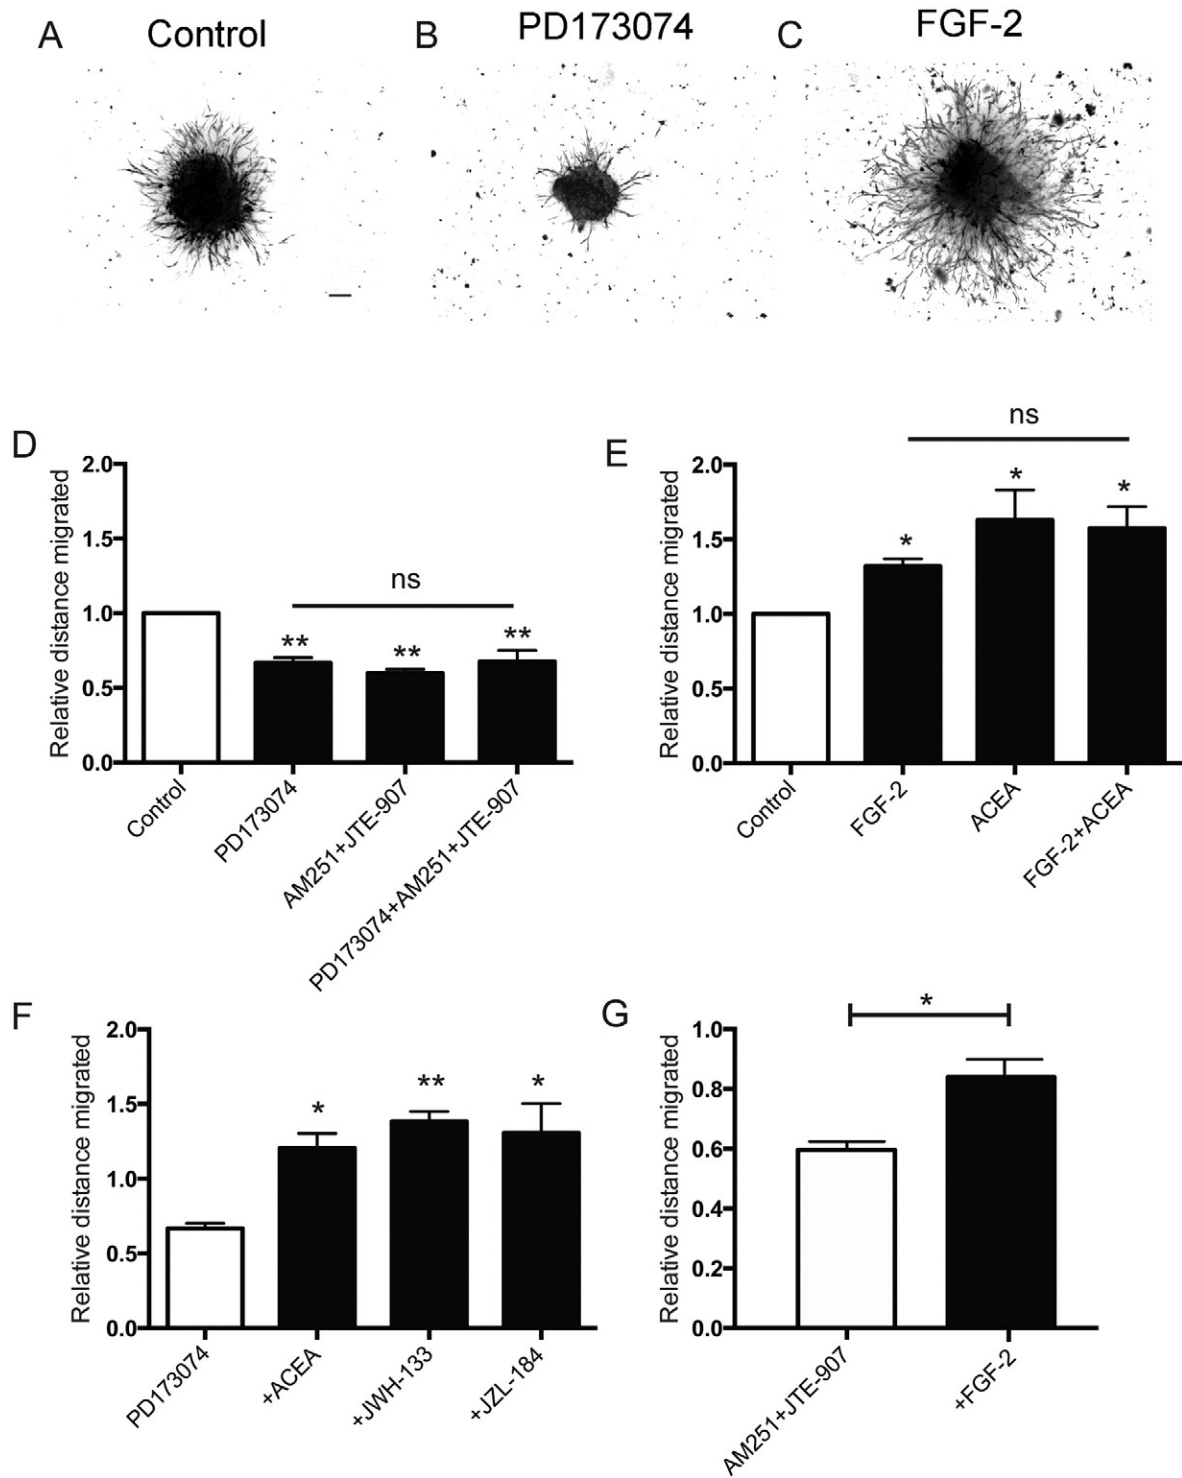 A Control B PD173074 C FGF-2
D
Relative distance migrated
2.0
1.5
1.0
0.5
0.0
ns
** ** **
Control
PD173074
AM251+JTE-907
PD173074+AM251+JTE-907
E
Relative distance migrated
2.0
1.5
1.0
0.5
0.0
ns
* * *
Control
FGF-2
ACEA
FGF-2+ACEA
F
Relative distance migrated
2.0
1.5
1.0
0.5
0.0
* ** *
PD173074
+ACEA
+JWH-133
+JZL-184
G
Relative distance migrated
1.0
0.8
0.6
0.4
0.2
0.0
*
AM251+JTE-907
+FGF-2